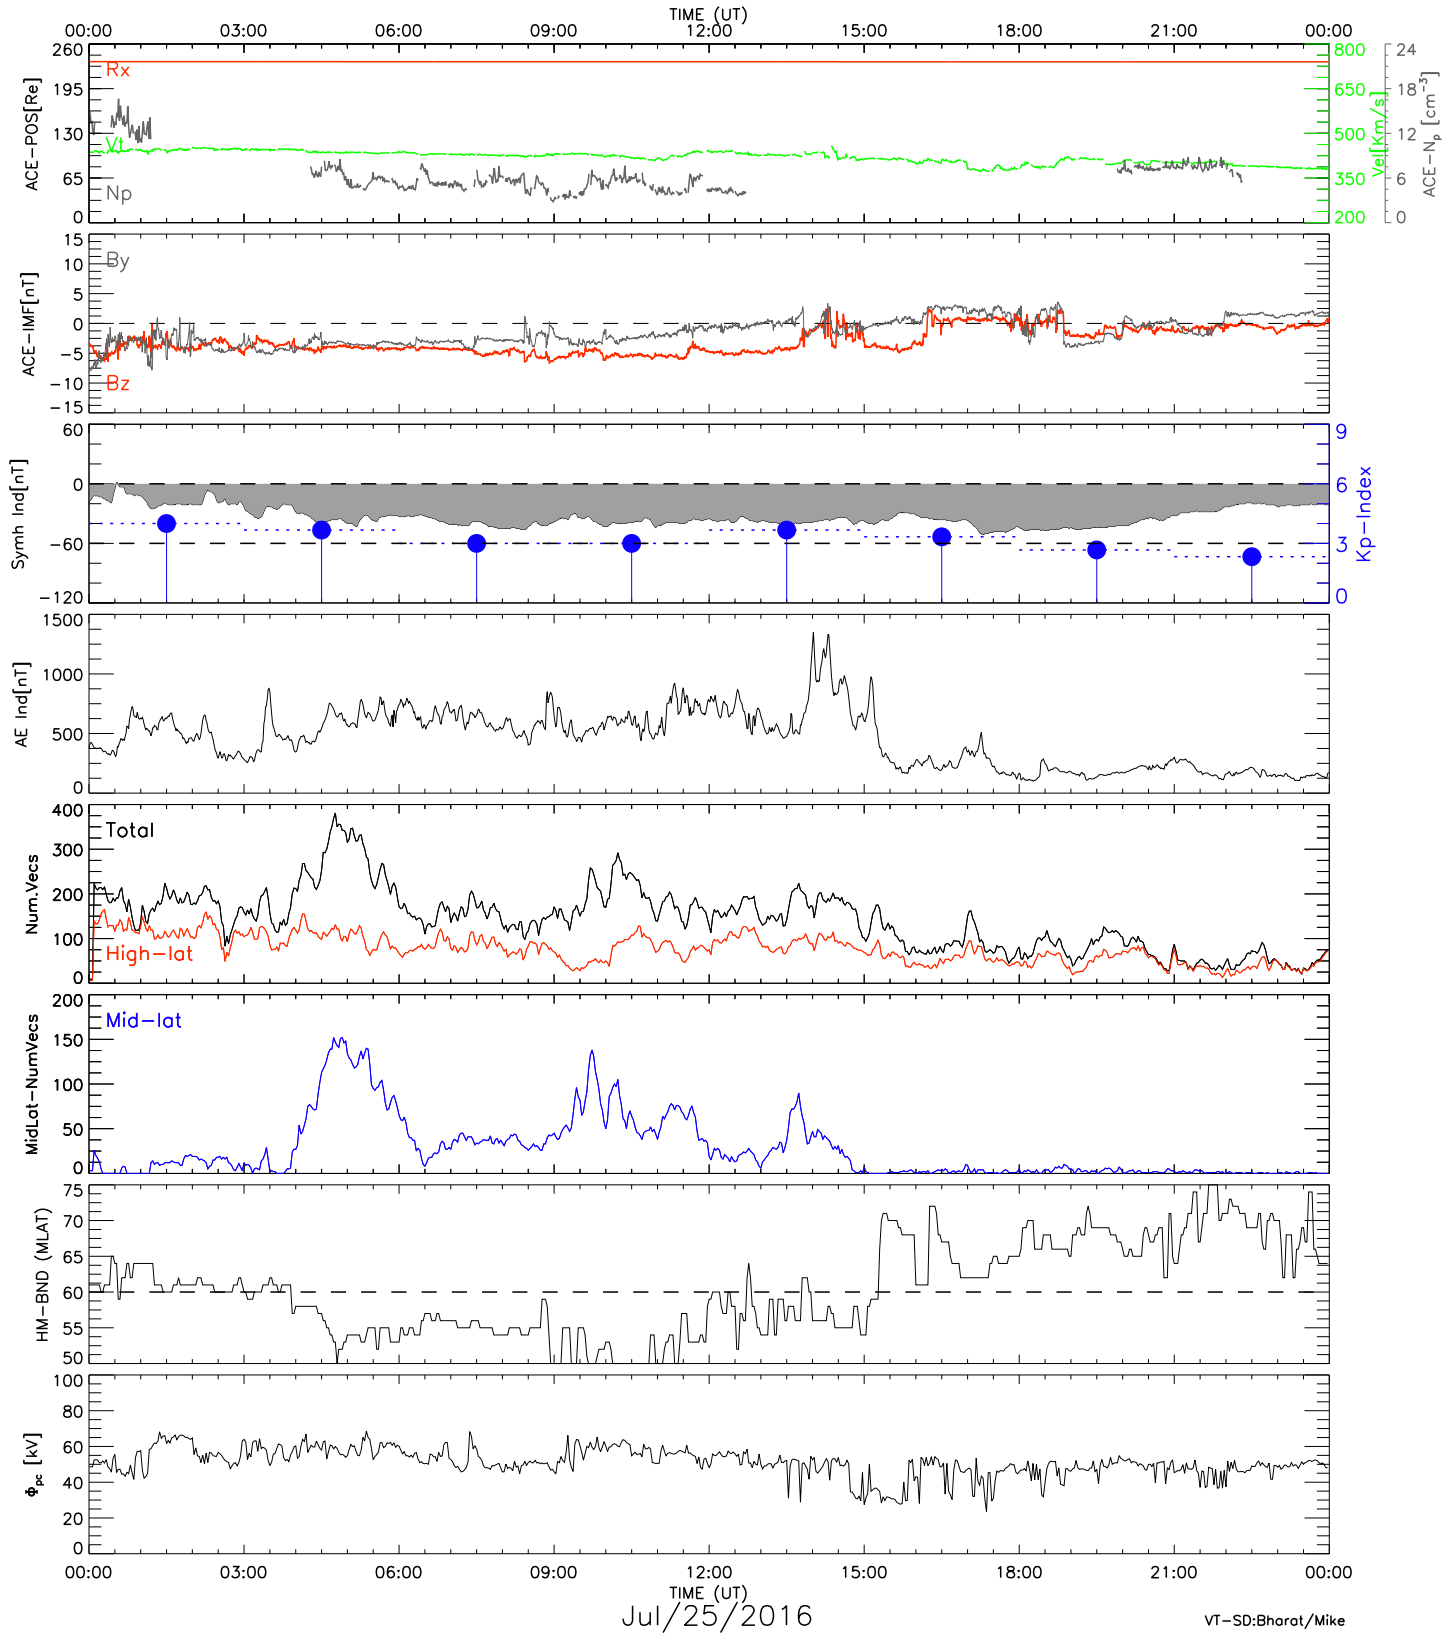 TIME (UT)
00:00 03:00 06:00 09:00 12:00 15:00 18:00 21:00 00:00
ACE-POS[Re]
260
195
130
65
0
Rx
Vt
Np
800
650
500
350
200
Vel[Km/s]
24
18
12
6
0
ACE-Np [cm-3]
ACE-IMF[nT]
15
10
5
0
-5
-10
-15
By
Bz
Symh Ind[nT]
60
0
-60
-120
9
6
3
0
Kp-Index
AE Ind[nT]
1500
1000
500
0
Num.Vecs
400
300
200
100
0
Total
High-lat
MidLat-NumVecs
200
150
100
50
0
Mid-lat
HM-BND (MLAT)
75
70
65
60
55
50
Φpc [kV]
100
80
60
40
20
0
00:00 03:00 06:00 09:00 12:00 15:00 18:00 21:00 00:00
TIME (UT)
Jul/25/2016
VT-SD:Bharat/Mike